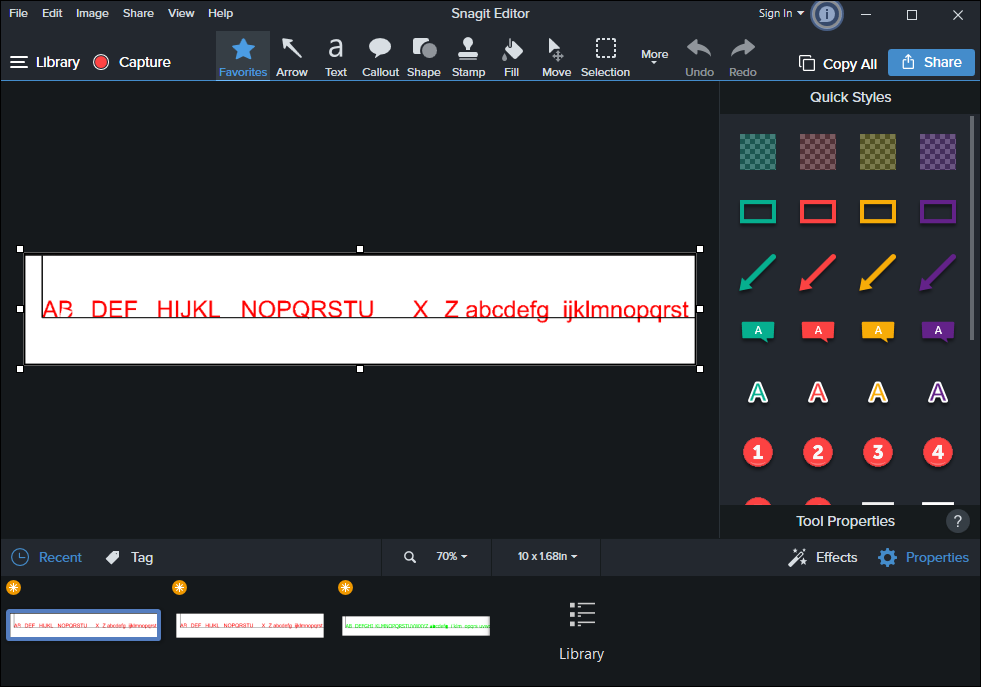 File Edit Image Share View Help Snagit Editor Sign In
Library Capture Favorites Arrow Text Callout Shape Stamp Fill Move Selection More Undo Redo Copy All Share
Quick Styles
AB DEF HIJKL NOPQRSTU X Z abcdefg ijklmnopqrst
A A A A
A A A A
1 2 3 4
Tool Properties ?
Recent Tag 70% 10 x 1.68in Effects Properties
AB DEF HIJKL NOPQRSTU X Z abcdefg ijklmnopqrst
AB DEF HIJKL NOPQRSTU X Z abcdefg ijklmnopqrst
Library